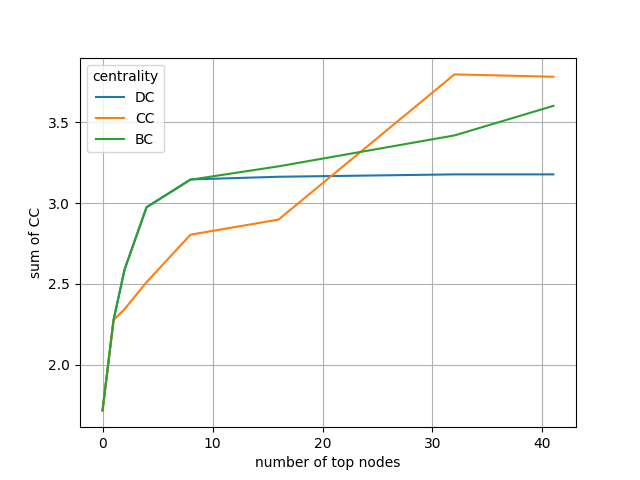 centrality
DC
CC
BC
3.5
3.0
2.5
2.0
sum of CC
0 10 20 30 40
number of top nodes